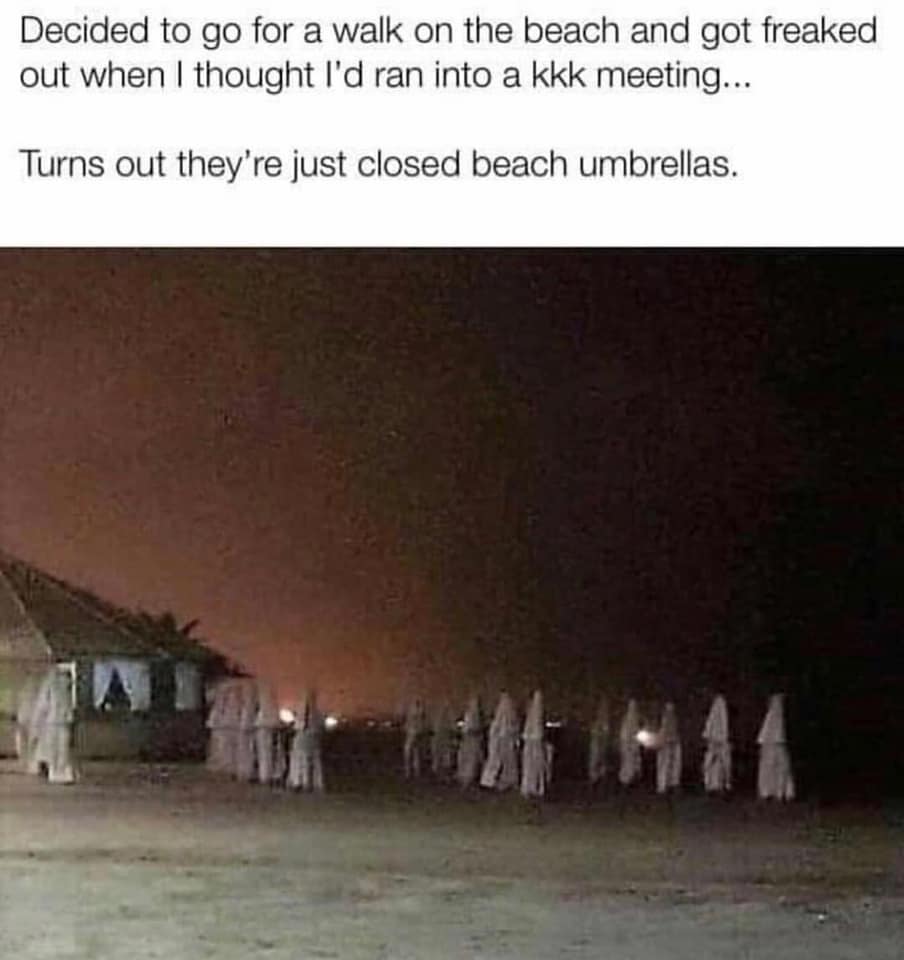 Decided to go for a walk on the beach and got freaked
out when I thought I'd ran into a kkk meeting...
Turns out they're just closed beach umbrellas.